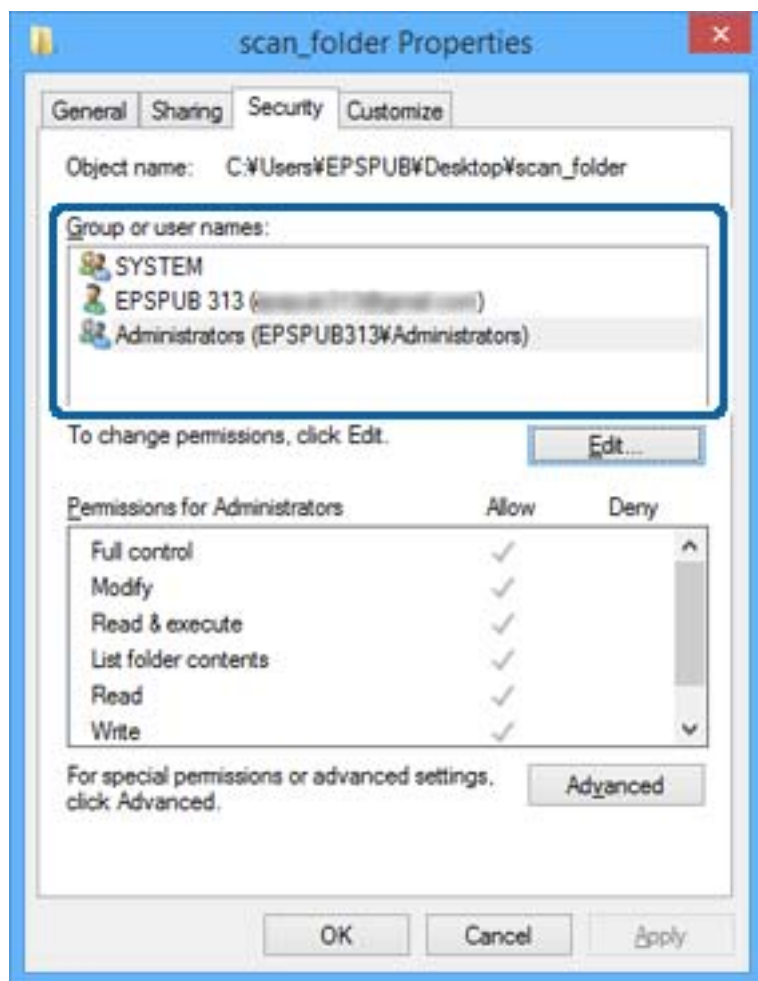 scan_folder Properties
General Sharing Security Customize
Object name: C:¥Users¥EPSPUB¥Desktop¥scan_folder
Group or user names:
SYSTEM
EPSPUB 313 ( )
Administrators (EPSPUB313¥Administrators)
To change permissions, click Edit.
Edit...
Permissions for Administrators Allow Deny
Full control
Modify
Read & execute
List folder contents
Read
Write
For special permissions or advanced settings,
click Advanced.
Advanced
OK Cancel Apply